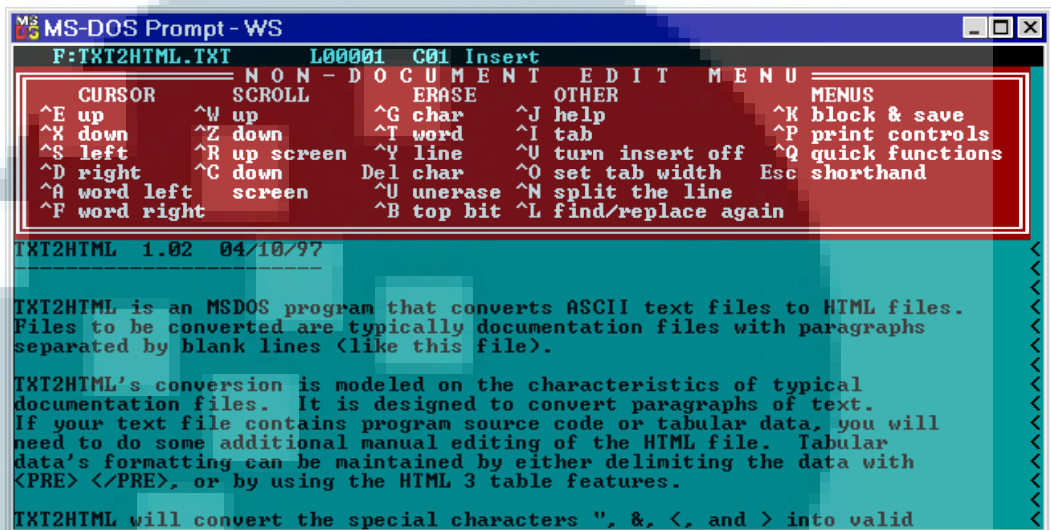 MS-DOS Prompt - WS
F:TXT2HTML.TXT L00001 C01 Insert
NON-DOCUMENT EDIT MENU
CURSOR SCROLL ERASE OTHER MENUS
^E up ^W up ^G char ^J help ^K block & save
^X down ^Z down ^T word ^I tab ^P print controls
^S left ^R up screen ^Y line ^V turn insert off ^Q quick functions
^D right ^C down Del char ^O set tab width Esc shorthand
^A word left screen ^U unerase ^N split the line
^F word right ^B top bit ^L find/replace again
TXT2HTML 1.02 04/10/97
--------------------------------
TXT2HTML is an MSDOS program that converts ASCII text files to HTML files.
Files to be converted are typically documentation files with paragraphs
separated by blank lines (like this file).
TXT2HTML's conversion is modeled on the characteristics of typical
documentation files. It is designed to convert paragraphs of text.
If your text file contains program source code or tabular data, you will
need to do some additional manual editing of the HTML file. Tabular
data's formatting can be maintained by either delimiting the data with
<PRE> </PRE>, or by using the HTML 3 table features.
TXT2HTML will convert the special characters ", &, <, and > into valid